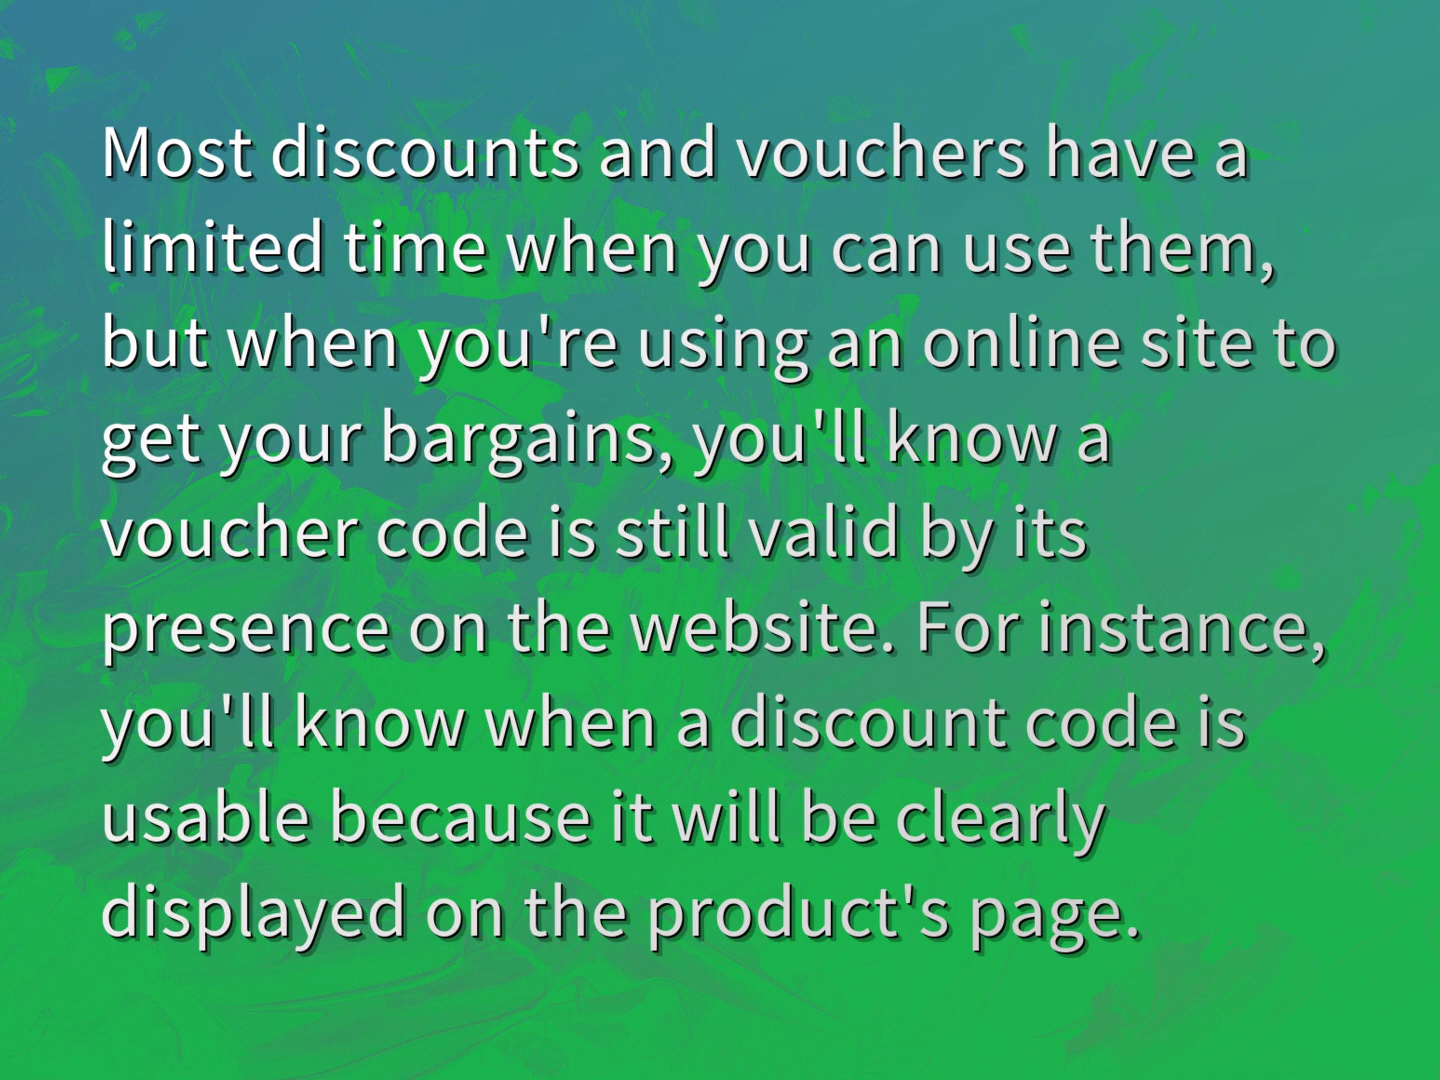 Most discounts and vouchers have a
limited time when you can use them,
but when you're using an online site to
get your bargains, you'll know a
voucher code is still valid by its
presence on the website. For instance,
you'll know when a discount code is
usable because it will be clearly
displayed on the product's page.